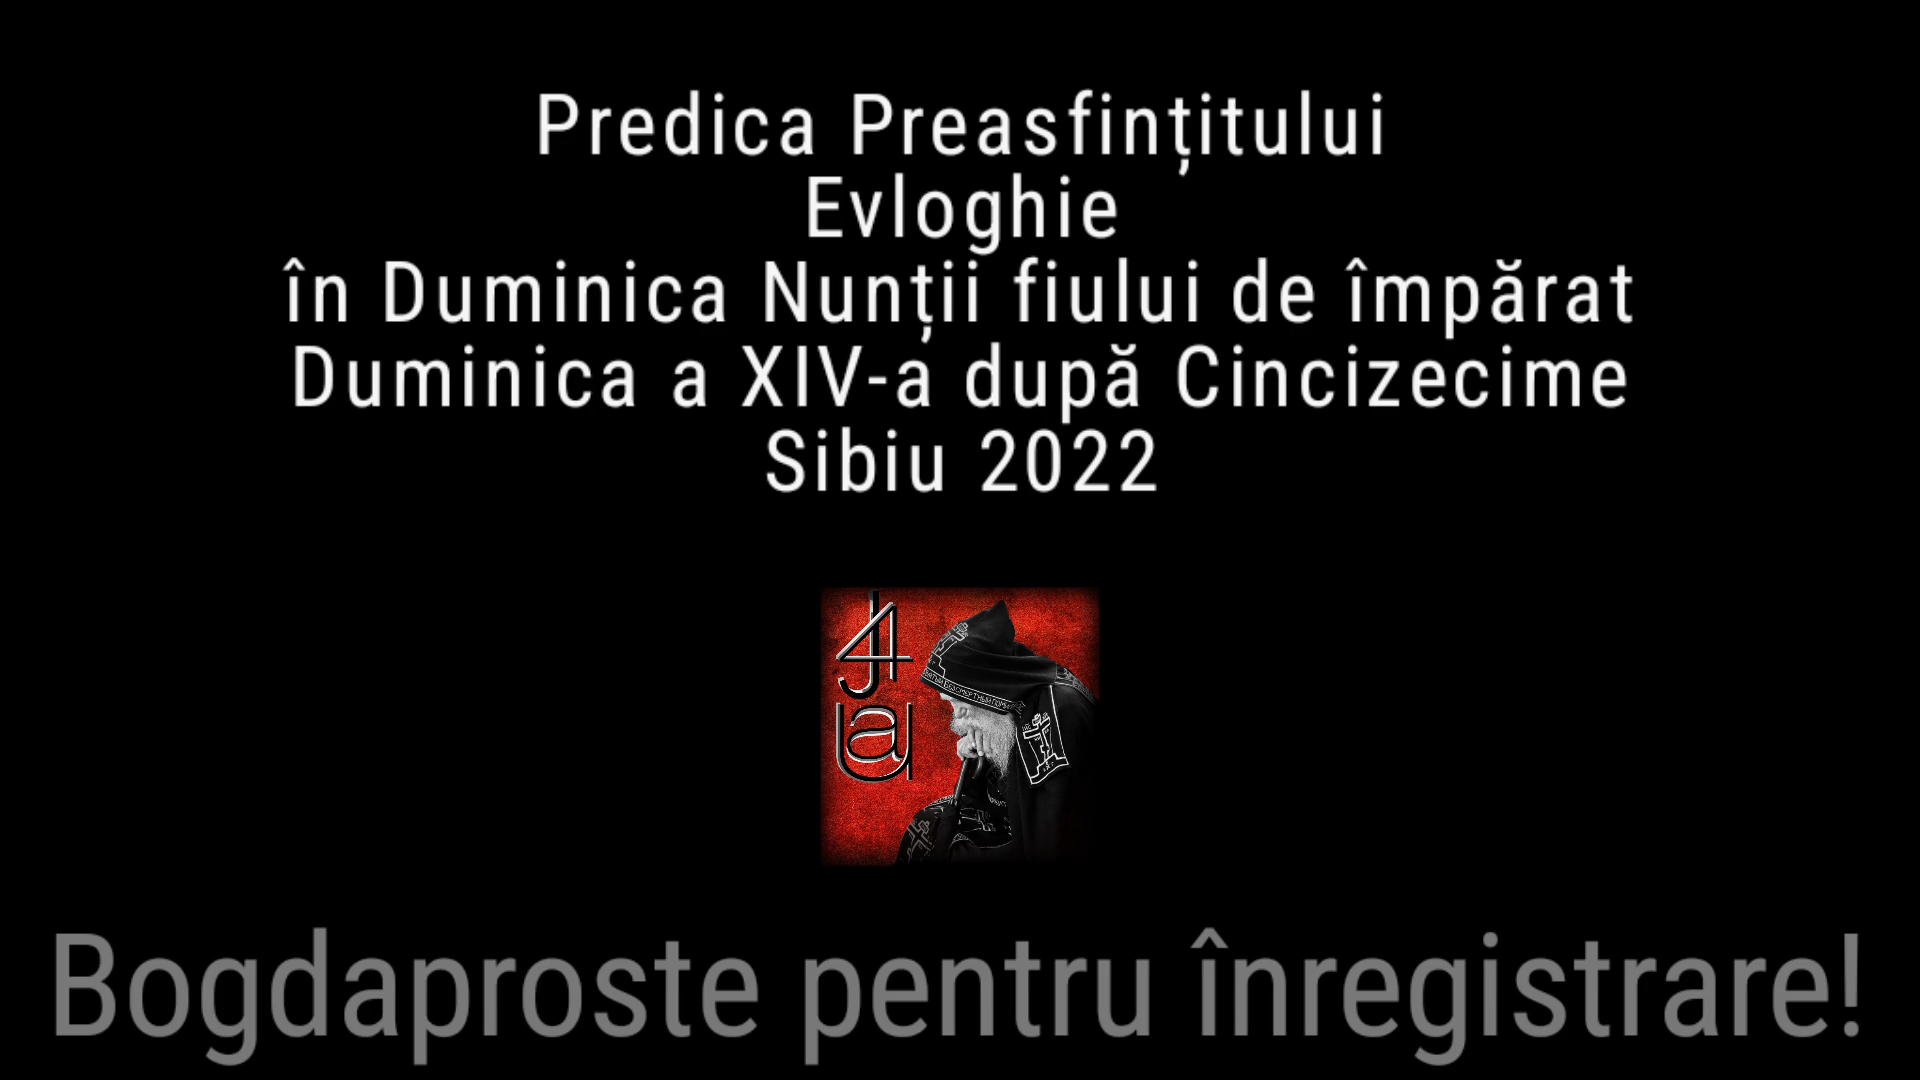 Predica Preasfințitului
Evloghie
în Duminica Nunții fiului de împărat
Duminica a XIV-a după Cincizecime
Sibiu 2022
Bogdaproste pentru înregistrare!